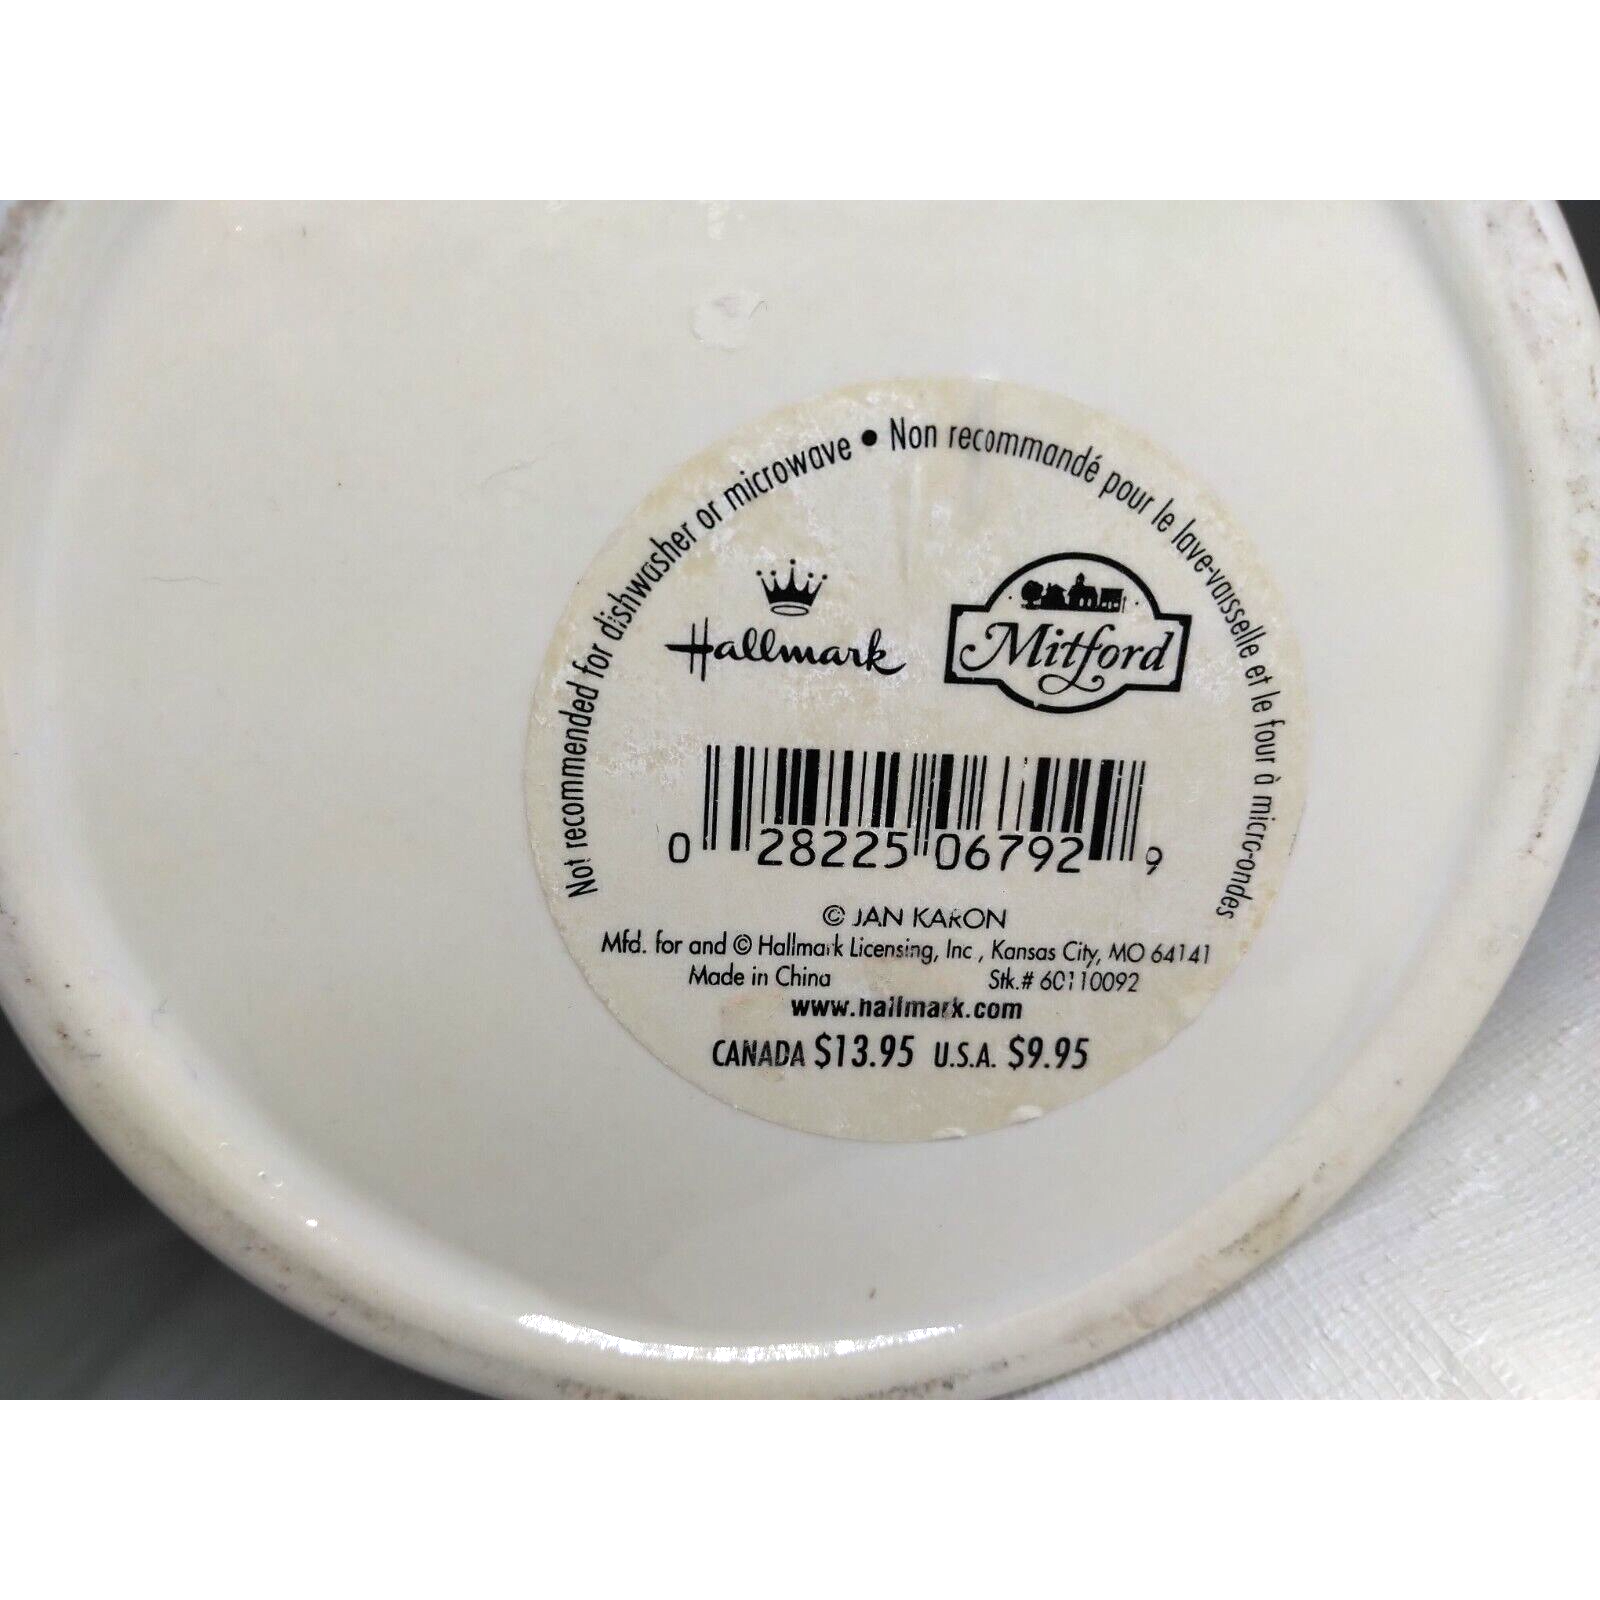 Not recommended for dishwasher or microwave • Non recommandé pour le lave-vaisselle et le four à micro-ondes
Hallmark
Mitford
0 28225 06792 9
© JAN KARON
Mfd. for and © Hallmark Licensing, Inc., Kansas City, MO 64141
Made in China Stk.# 60110092
www.hallmark.com
CANADA $13.95 U.S.A. $9.95